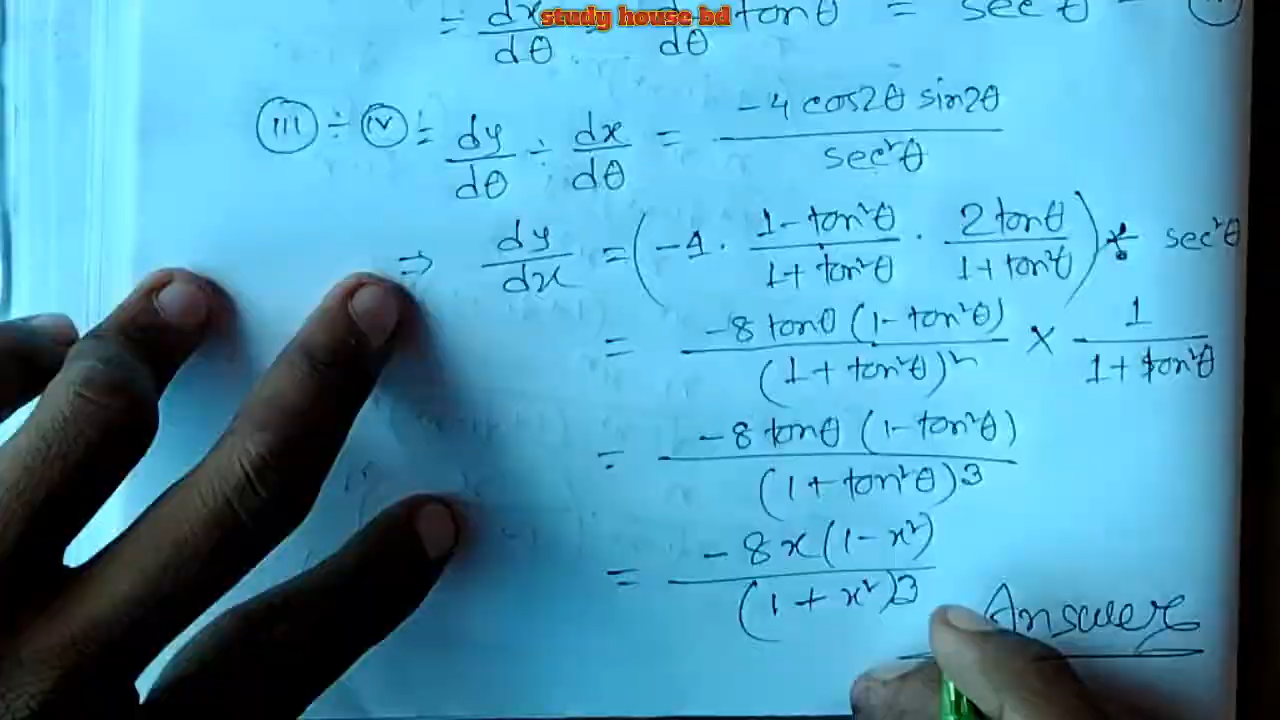 study house bd
= dx/dθ = d/dθ tanθ = sec²θ
(III) ÷ (IV) = dy/dθ ÷ dx/dθ = -4 cos2θ sin2θ / sec²θ
⇒ dy/dx = (-4 · 1-tan²θ / 1+tan²θ · 2tanθ / 1+tan²θ) ÷ sec²θ
= -8 tanθ (1-tan²θ) / (1+tan²θ)² × 1 / 1+tan²θ
= -8 tanθ (1-tan²θ) / (1+tan²θ)3
= -8x(1-x²) / (1+x²)3
Answer